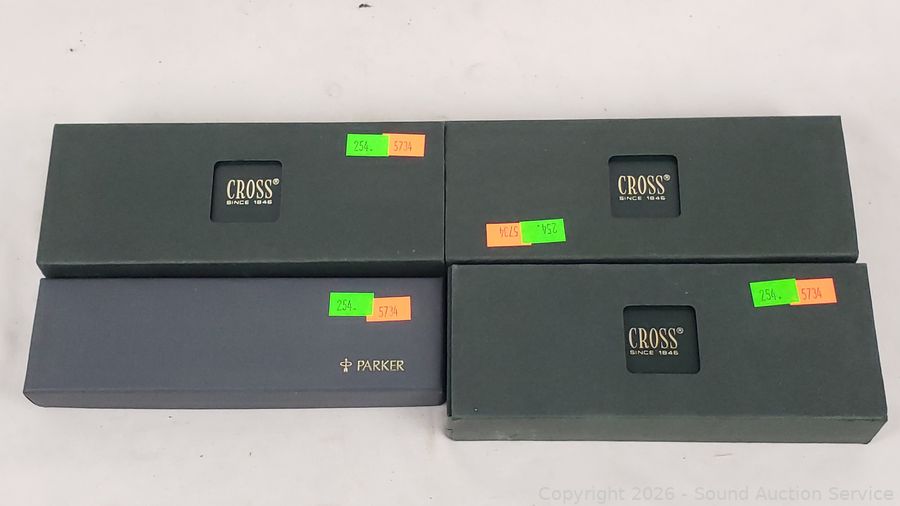 254. 5734
CROSS®
SINCE 1846
CROSS®
SINCE 1846
5734 254.
254. 5734
PARKER
254. 5734
CROSS®
SINCE 1846
Copyright 2026 - Sound Auction Service